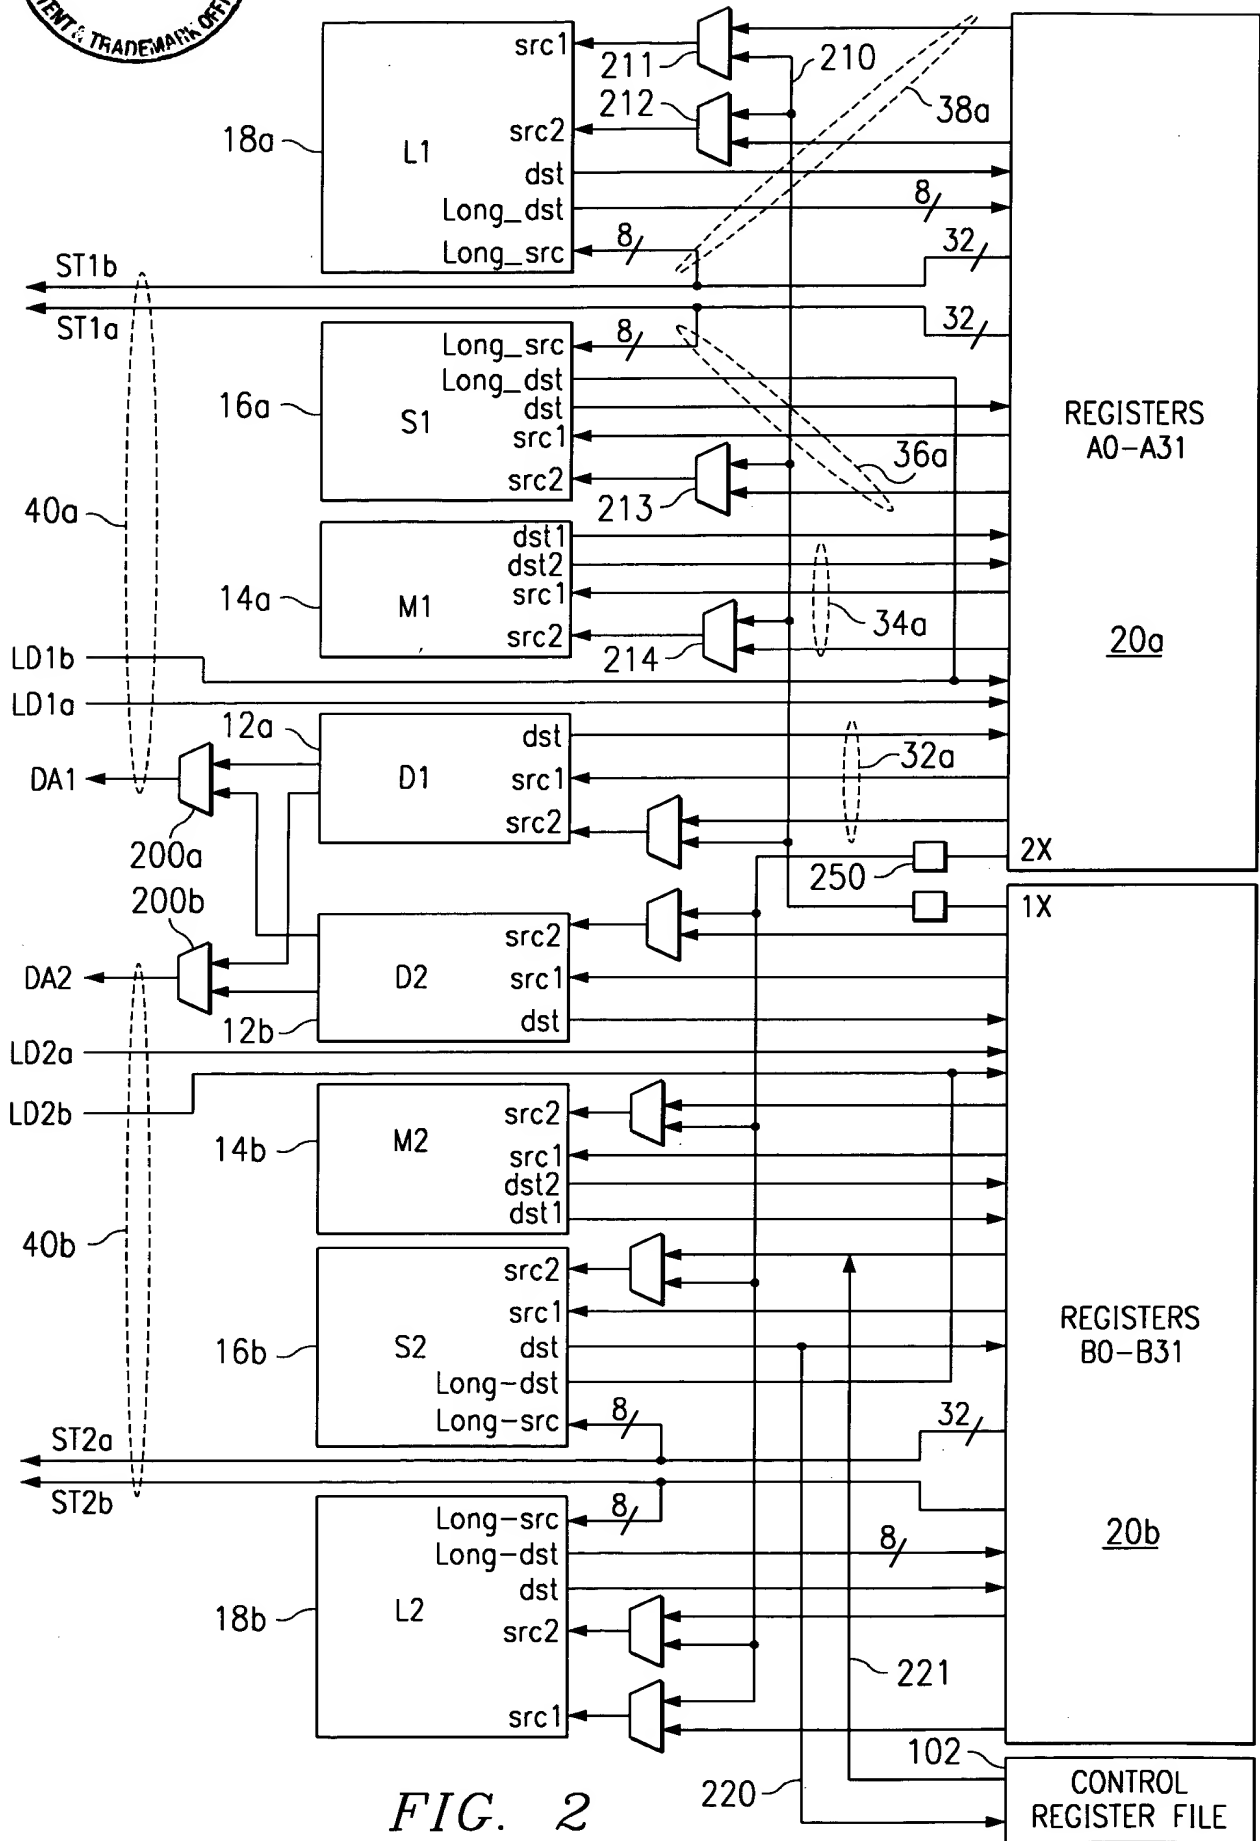 PATENT & TRADEMARK OFFI
src1
211
210
38a
212
18a
L1
src2
dst
Long_dst
8
Long_src
8
32
ST1b
ST1a
32
Long_src
8
Long_dst
16a
S1
dst
src1
REGISTERS
A0-A31
36a
src2
213
40a
dst1
dst2
14a
M1
src1
34a
src2
214
20a
LD1b
LD1a
12a
dst
32a
DA1
D1
src1
src2
200a
250
2X
200b
1X
src2
DA2
D2
src1
12b
dst
LD2a
LD2b
src2
14b
M2
src1
dst2
dst1
40b
src2
src1
REGISTERS
B0-B31
16b
S2
dst
Long-dst
Long-src
8
32
ST2a
ST2b
Long-src
8
Long-dst
8
20b
dst
18b
L2
src2
221
src1
102
220
CONTROL
REGISTER FILE
FIG. 2